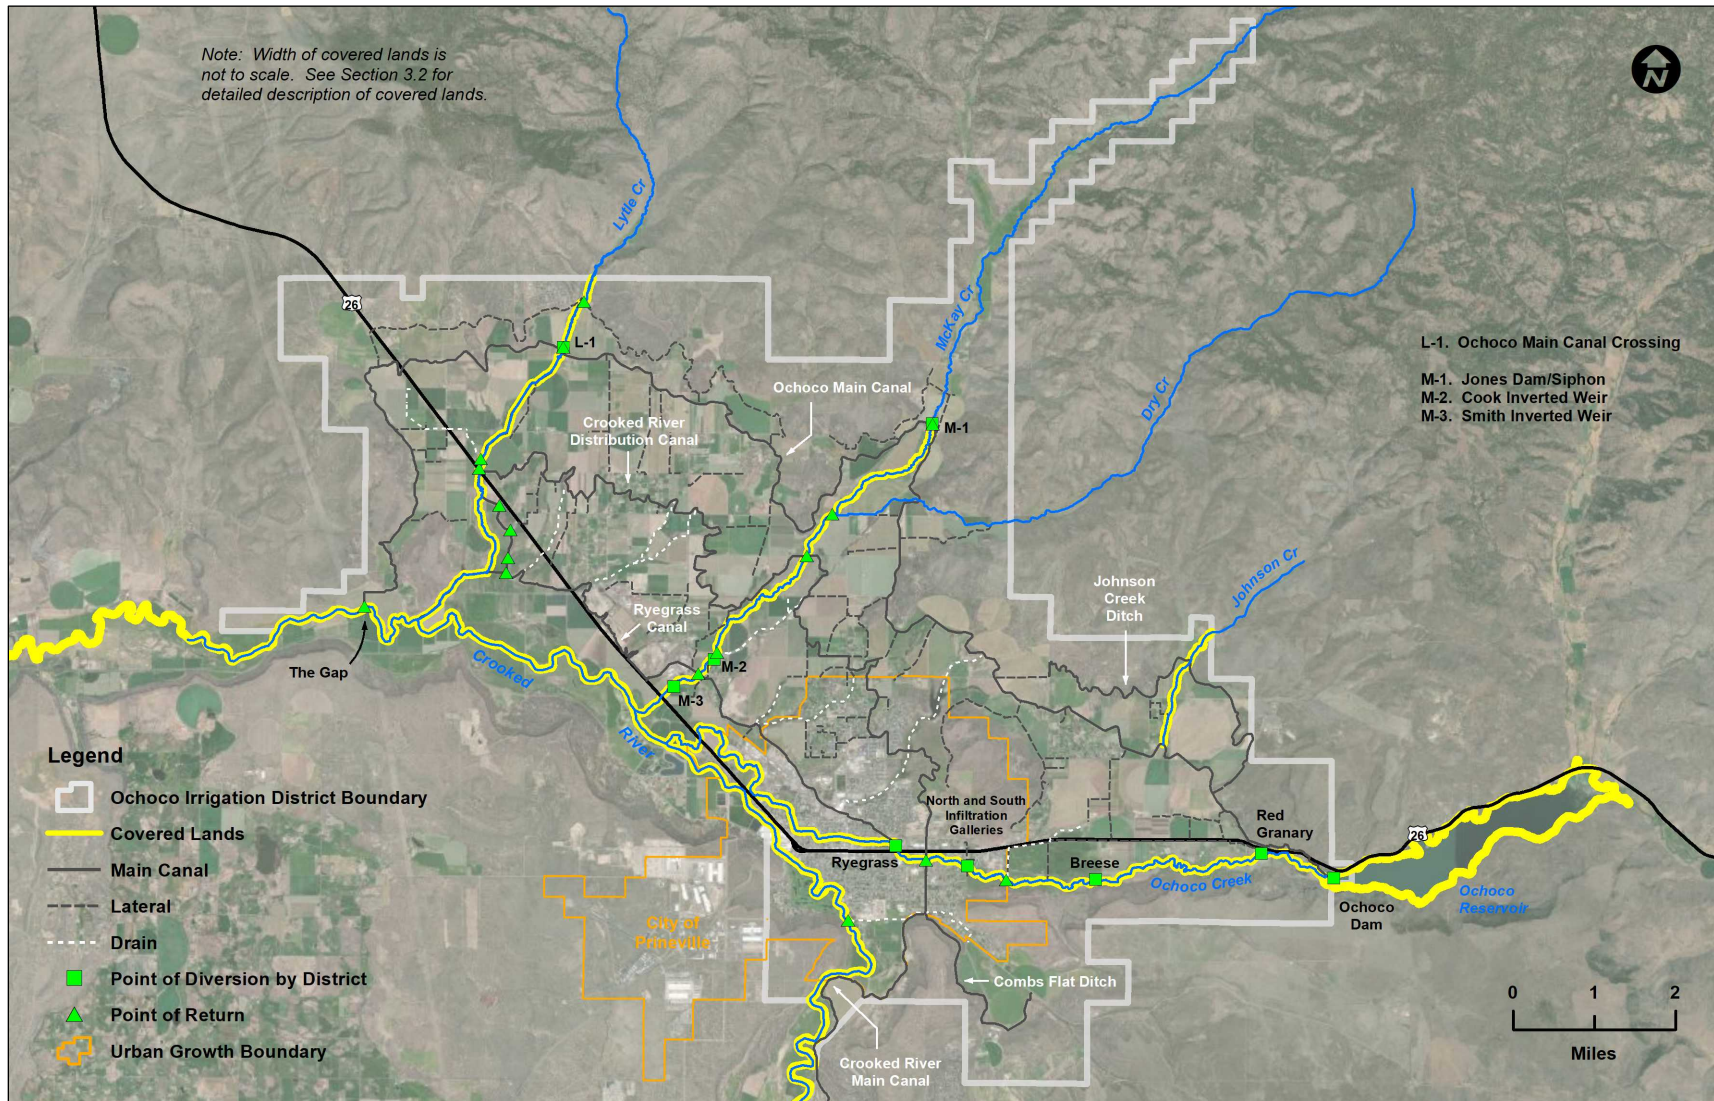 Note:  Width of covered lands is
not to scale.  See Section 3.2 for
detailed description of covered lands.
N
Lytle Cr
26
L-1
McKay Cr
Dry Cr
L-1.  Ochoco Main Canal Crossing
M-1.  Jones Dam/Siphon
M-2.  Cook Inverted Weir
M-3.  Smith Inverted Weir
Ochoco Main Canal
Crooked River
Distribution Canal
M-1
Johnson Cr
Johnson
Creek
Ditch
Ryegrass
Canal
The Gap
Crooked
River
M-2
M-3
North and South
Infiltration
Galleries
Red
Granary
26
Ryegrass
Breese
Ochoco Creek
Ochoco
Reservoir
Ochoco
Dam
City of
Prineville
Combs Flat Ditch
Crooked River
Main Canal
Legend
Ochoco Irrigation District Boundary
Covered Lands
Main Canal
Lateral
Drain
Point of Diversion by District
Point of Return
Urban Growth Boundary
0 1 2
Miles